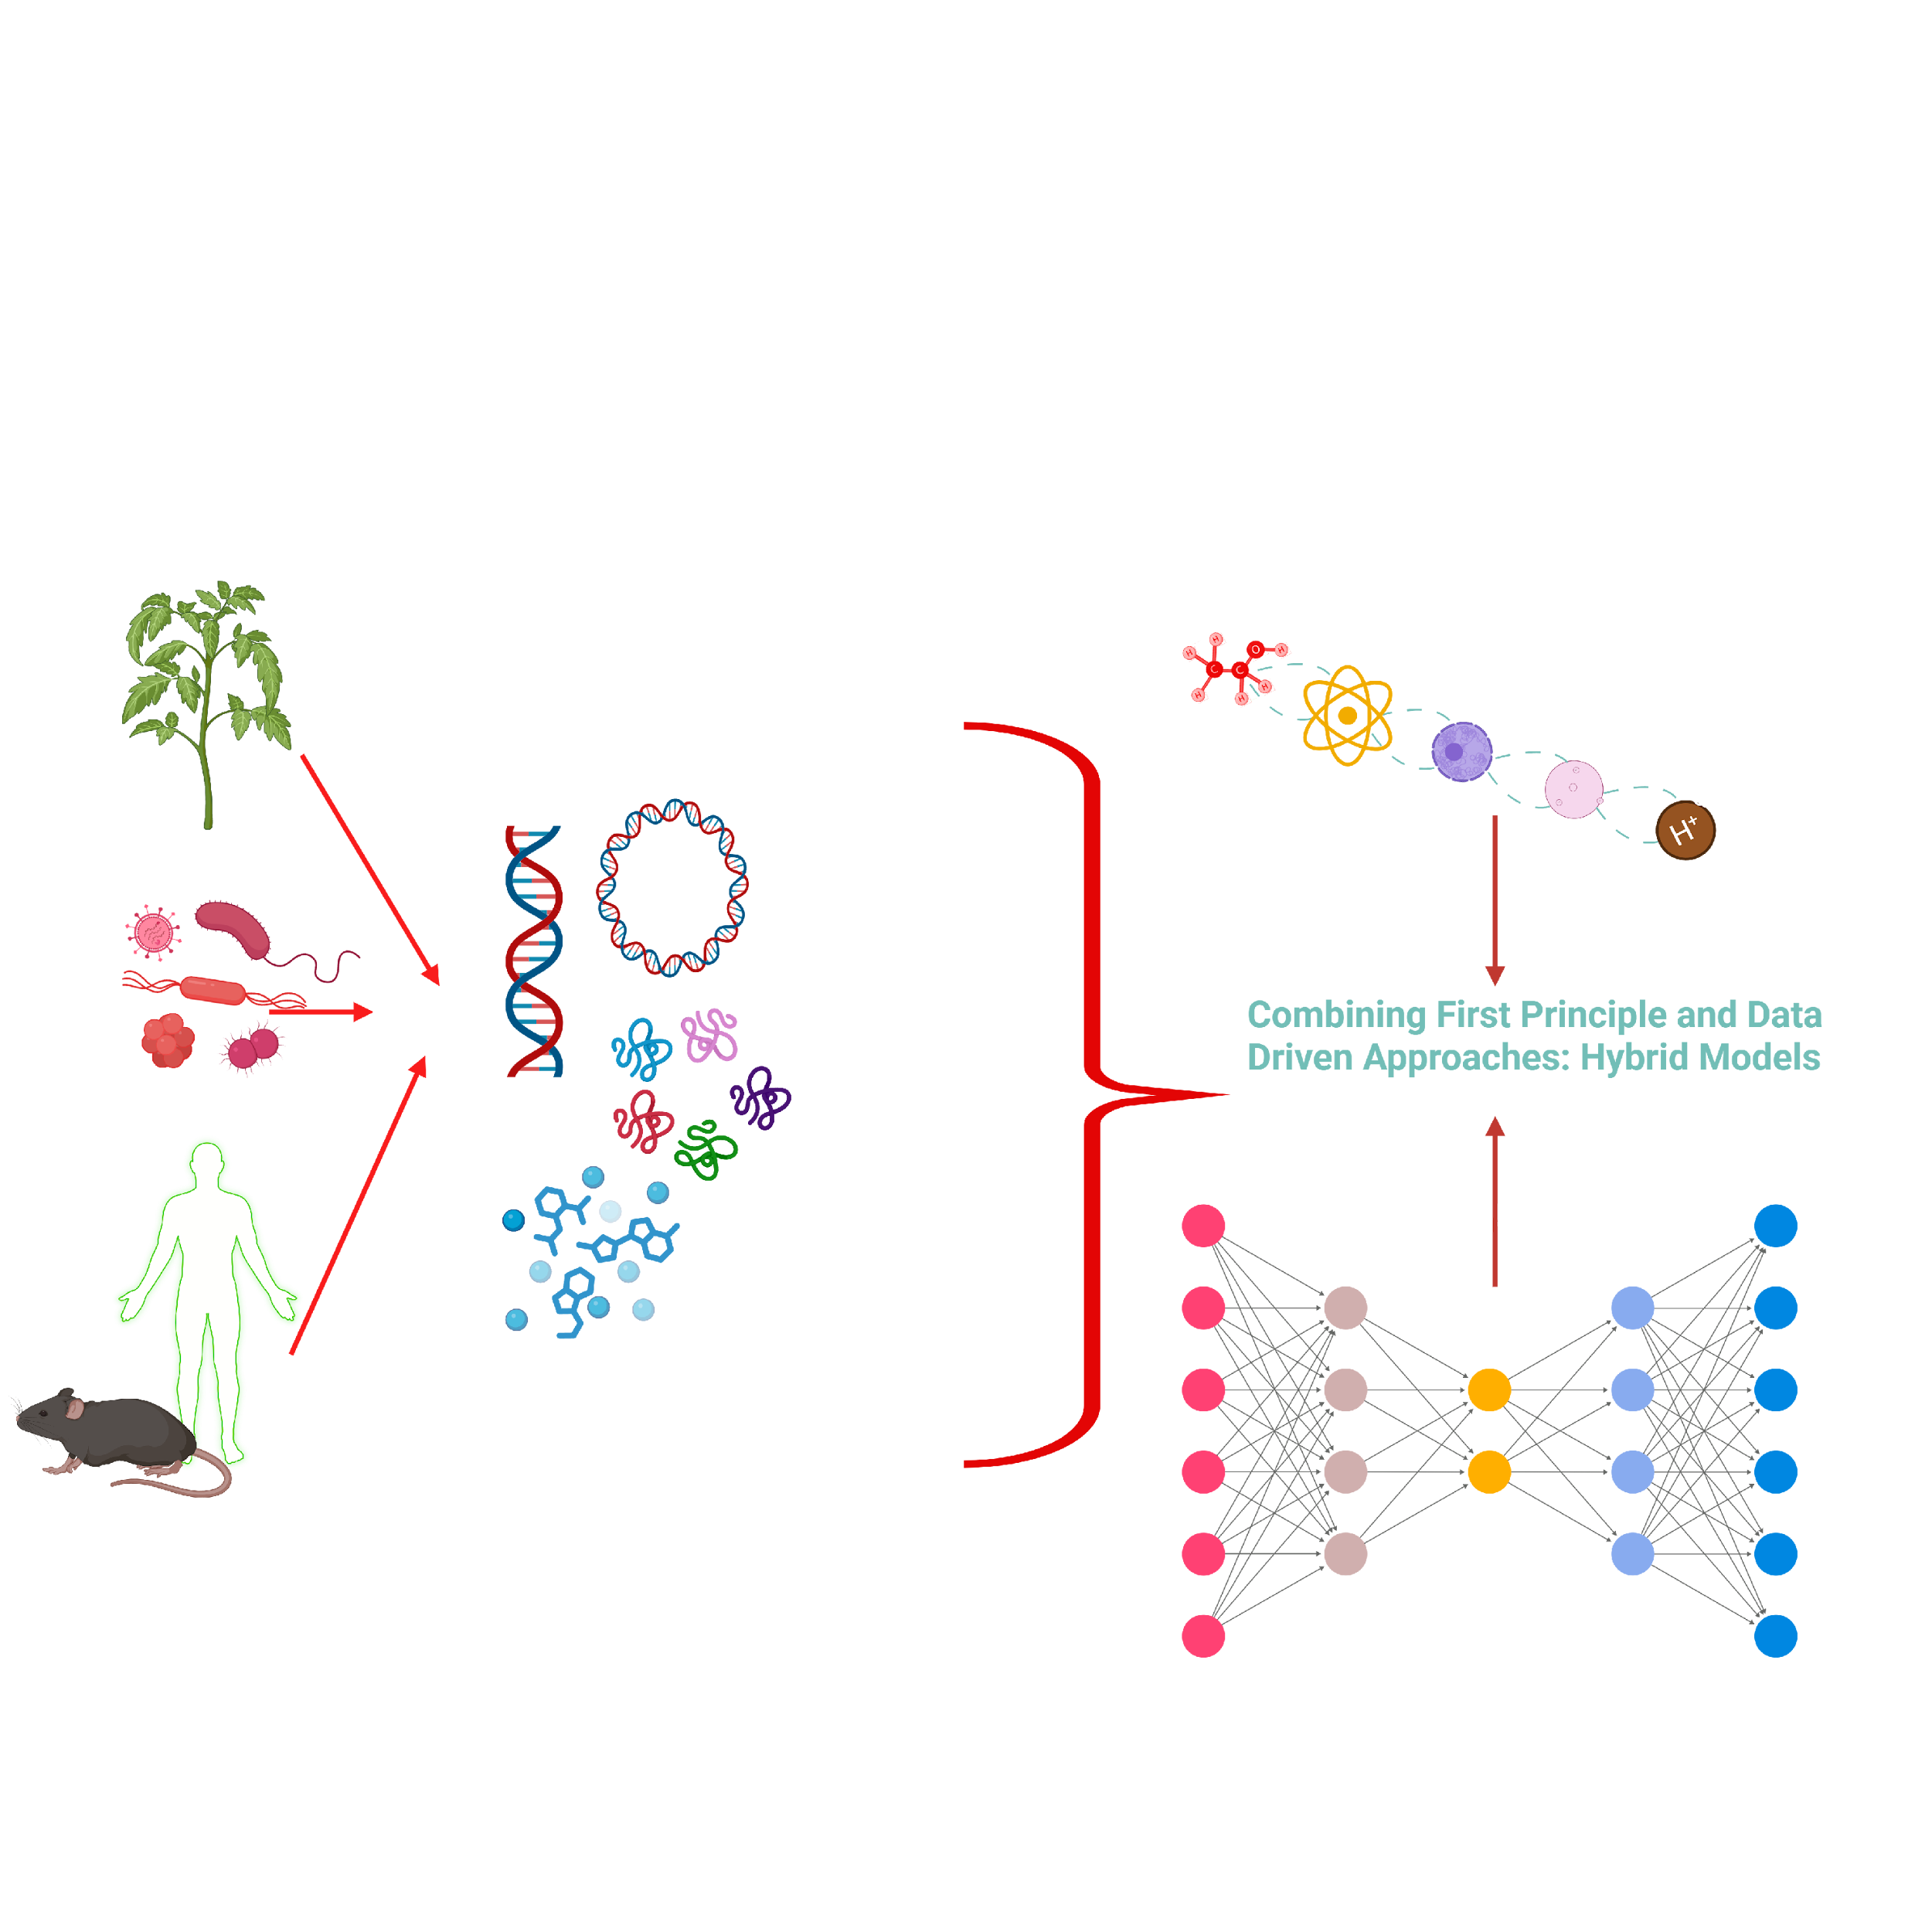 H
H
O
H
C
C
H
H
H
H+
Combining First Principle and Data
Driven Approaches: Hybrid Models